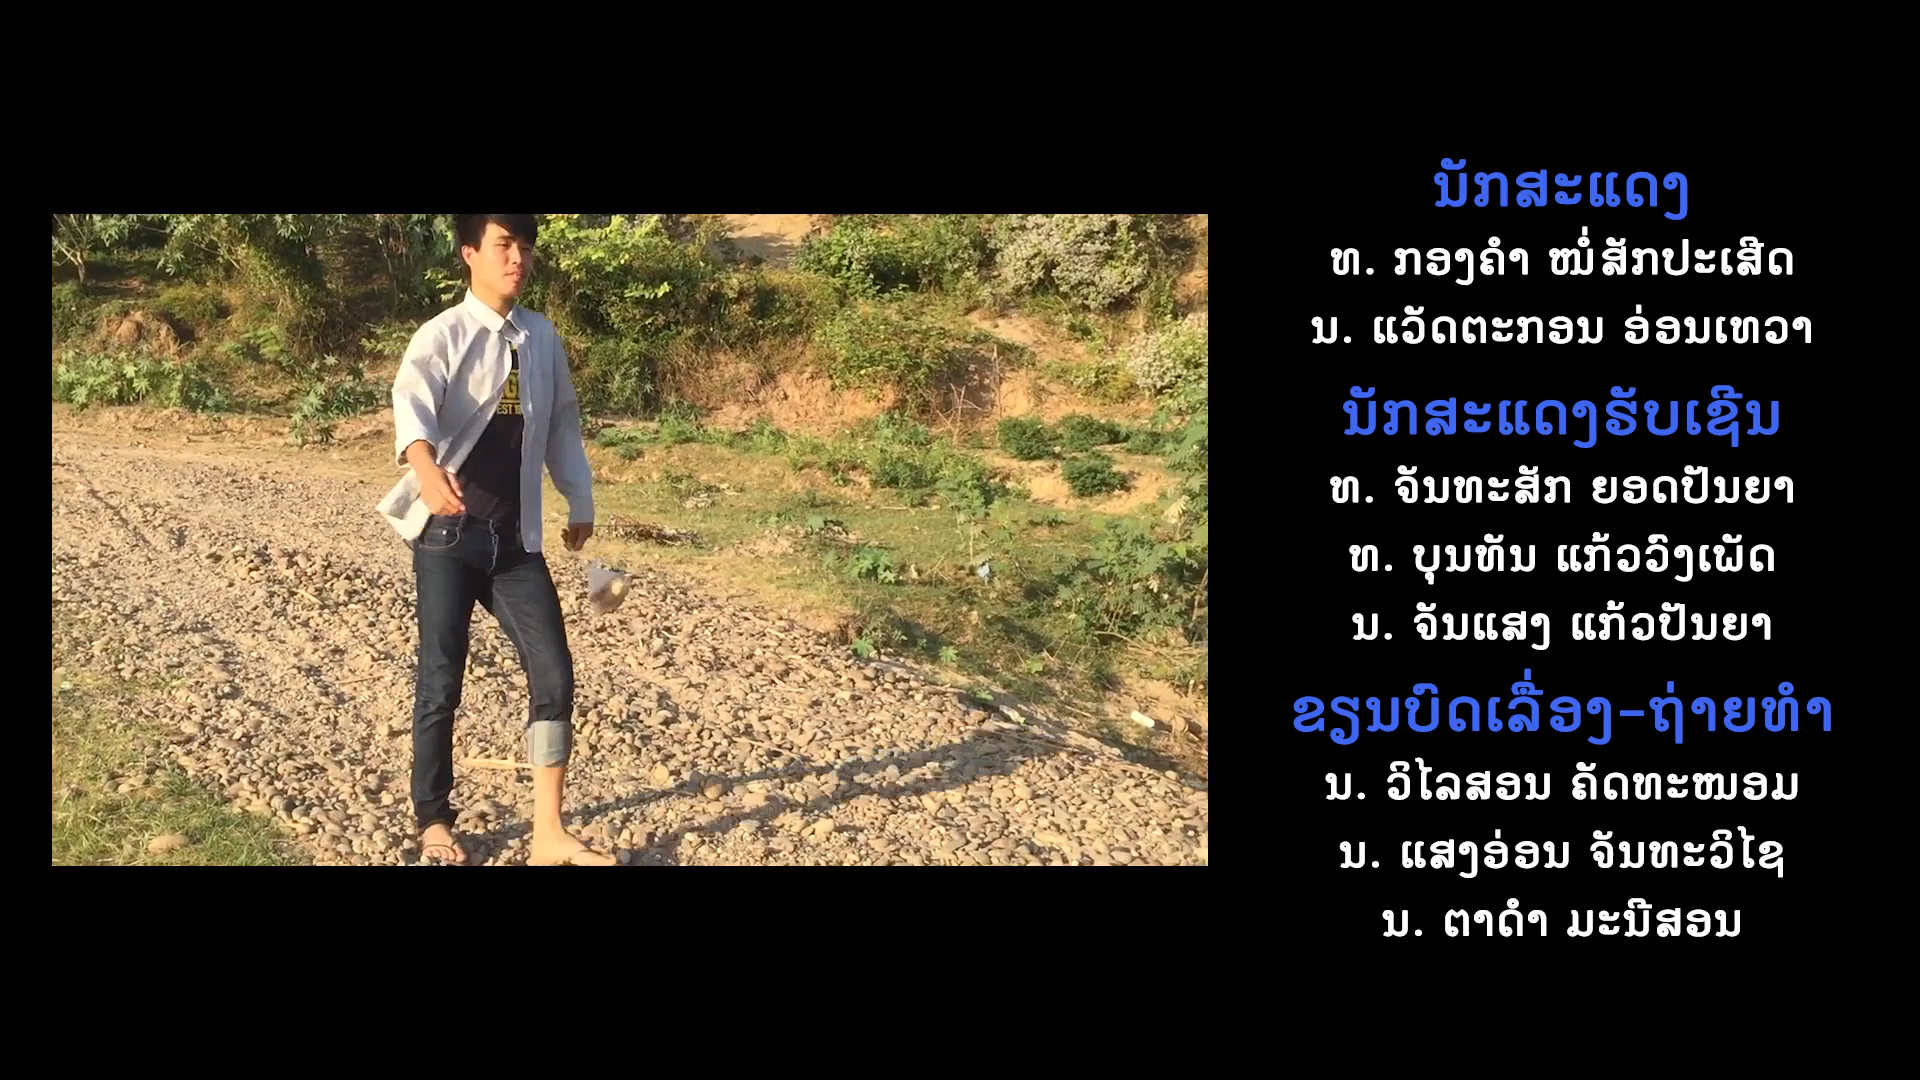 ນັກສະແດງ
ທ. ກອງຄຳ ໝໍ່ສັກປະເສີດ
ນ. ແວັດຕະກອນ ອ່ອນເທວາ
ນັກສະແດງຮັບເຊີນ
ທ. ຈັນທະສັກ ຍອດປັນຍາ
ທ. ບຸນທັນ ແກ້ວວົງເພັດ
ນ. ຈັນແສງ ແກ້ວປັນຍາ
ຂຽນບົດເລື່ອງ-ຖ່າຍທຳ
ນ. ວິໄລສອນ ຄັດທະໜອມ
ນ. ແສງອ່ອນ ຈັນທະວິໄຊ
ນ. ຕາດຳ ມະນີສອນ